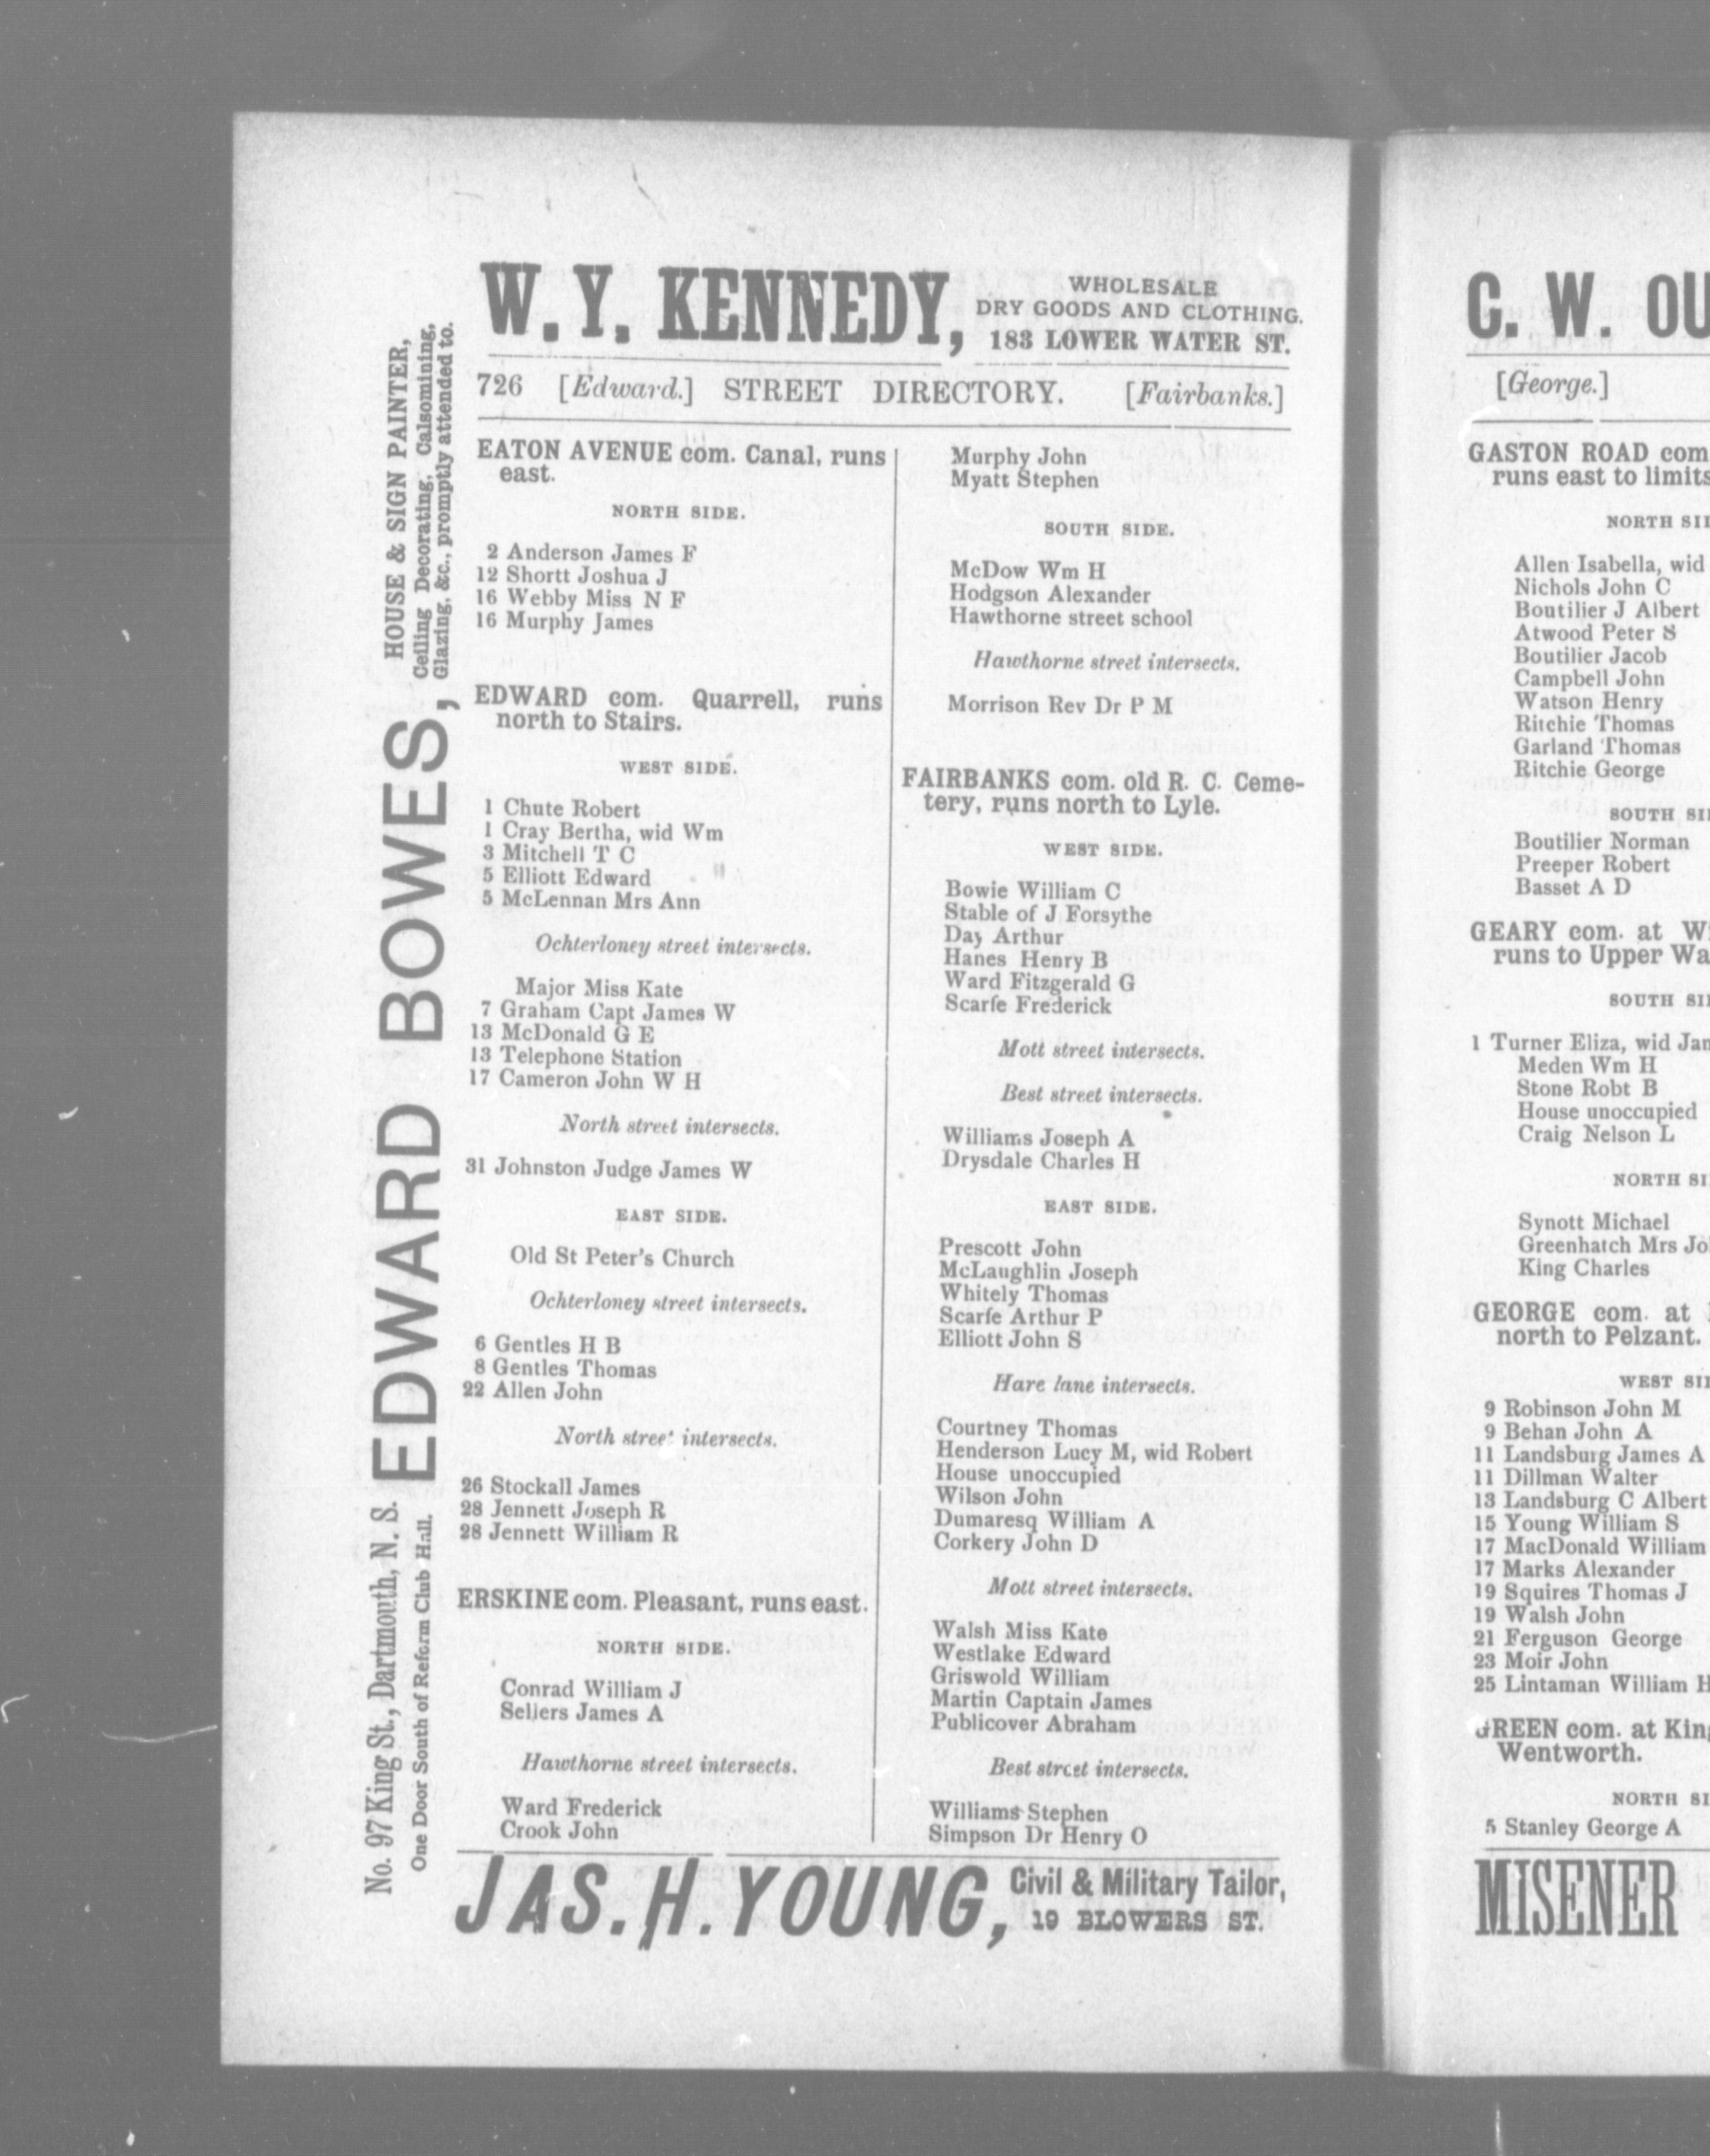 W. Y. KENNEDY,
WHOLESALE
DRY GOODS AND CLOTHING.
183 LOWER WATER ST.
726 [Edward.] STREET DIRECTORY. [Fairbanks.]
EATON AVENUE com. Canal, runs
east.
NORTH SIDE.
2 Anderson James F
12 Shortt Joshua J
16 Webby Miss N F
16 Murphy James
EDWARD com. Quarrell, runs
north to Stairs.
WEST SIDE.
1 Chute Robert
1 Cray Bertha, wid Wm
3 Mitchell T C
5 Elliott Edward
5 McLennan Mrs Ann
Ochterloney street intersects.
Major Miss Kate
7 Graham Capt James W
13 McDonald G E
13 Telephone Station
17 Cameron John W H
North street intersects.
31 Johnston Judge James W
EAST SIDE.
Old St Peter's Church
Ochterloney street intersects.
6 Gentles H B
8 Gentles Thomas
22 Allen John
North street intersects.
26 Stockall James
28 Jennett Joseph R
28 Jennett William R
ERSKINE com. Pleasant, runs east.
NORTH SIDE.
Conrad William J
Sellers James A
Hawthorne street intersects.
Ward Frederick
Crook John
Murphy John
Myatt Stephen
SOUTH SIDE.
McDow Wm H
Hodgson Alexander
Hawthorne street school
Hawthorne street intersects.
Morrison Rev Dr P M
FAIRBANKS com. old R. C. Ceme-
tery, runs north to Lyle.
WEST SIDE.
Bowie William C
Stable of J Forsythe
Day Arthur
Hanes Henry B
Ward Fitzgerald G
Scarfe Frederick
Mott street intersects.
Best street intersects.
Williams Joseph A
Drysdale Charles H
EAST SIDE.
Prescott John
McLaughlin Joseph
Whitely Thomas
Scarfe Arthur P
Elliott John S
Hare lane intersects.
Courtney Thomas
Henderson Lucy M, wid Robert
House unoccupied
Wilson John
Dumaresq William A
Corkery John D
Mott street intersects.
Walsh Miss Kate
Westlake Edward
Griswold William
Martin Captain James
Publicover Abraham
Best street intersects.
Williams Stephen
Simpson Dr Henry O
JAS. H. YOUNG,
Civil & Military Tailor,
19 BLOWERS ST.
EDWARD BOWES,
HOUSE & SIGN PAINTER,
Ceiling Decorating, Calsomining,
Glazing, &c., promptly attended to.
No. 97 King St., Dartmouth, N. S.
One Door South of Reform Club Hall.
C. W. OU
[George.]
GASTON ROAD com
runs east to limits
NORTH SI
Allen Isabella, wid
Nichols John C
Boutilier J Albert
Atwood Peter S
Boutilier Jacob
Campbell John
Watson Henry
Ritchie Thomas
Garland Thomas
Ritchie George
SOUTH SI
Boutilier Norman
Preeper Robert
Basset A D
GEARY com. at W
runs to Upper Wa
SOUTH SI
1 Turner Eliza, wid Jam
Meden Wm H
Stone Robt B
House unoccupied
Craig Nelson L
NORTH SI
Synott Michael
Greenhatch Mrs Jo
King Charles
GEORGE com. at
north to Pelzant.
WEST SI
9 Robinson John M
9 Behan John A
11 Landsburg James A
11 Dillman Walter
13 Landsburg C Albert
15 Young William S
17 MacDonald William
17 Marks Alexander
19 Squires Thomas J
19 Walsh John
21 Ferguson George
23 Moir John
25 Lintaman William H
GREEN com. at King
Wentworth.
NORTH SI
5 Stanley George A
MISENER